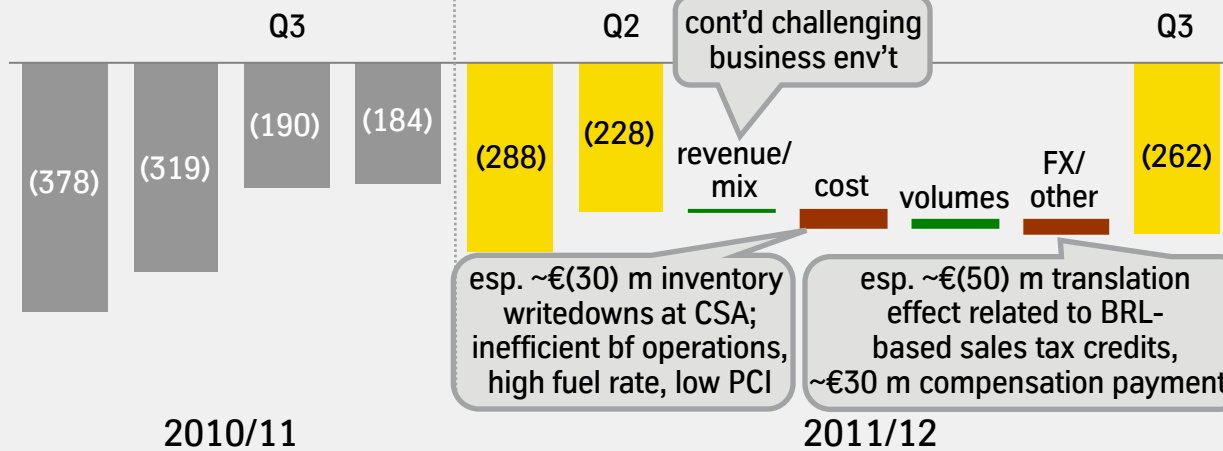 Q3
Q2
Q3
cont'd challenging
business env't
(378)
(319)
(190)
(184)
(288)
(228)
revenue/
mix
cost
volumes
FX/
other
(262)
esp. ~€(30) m inventory
writedowns at CSA;
inefficient bf operations,
high fuel rate, low PCI
esp. ~€(50) m translation
effect related to BRL-
based sales tax credits,
~€30 m compensation payment
2010/11
2011/12